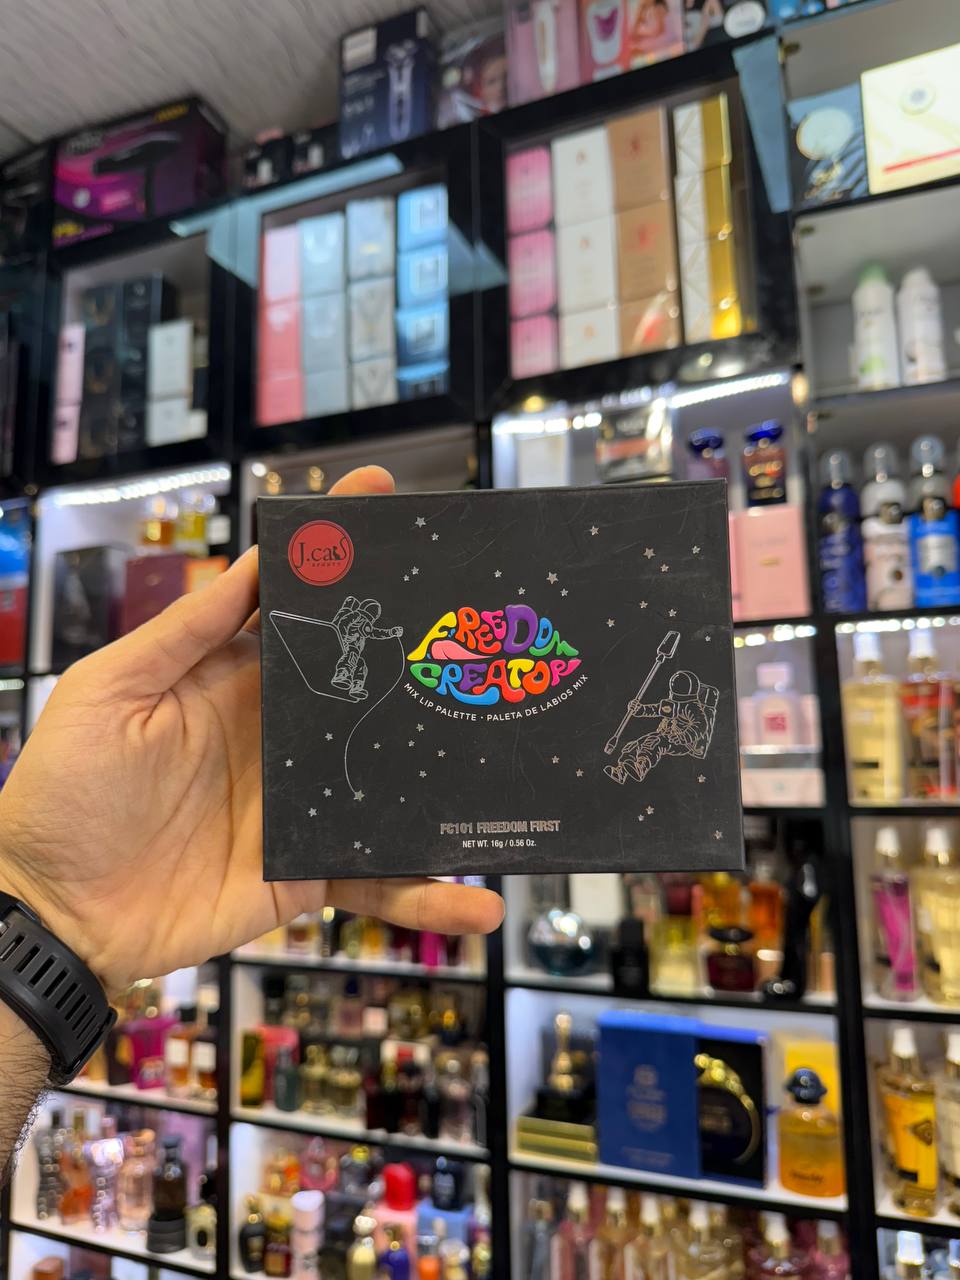 J.cat
BEAUTY
FREEDOM
CREATOR
MIX LIP PALETTE • PALETA DE LABIOS MIX
FC101 FREEDOM FIRST
NET WT. 16g / 0.56 Oz.